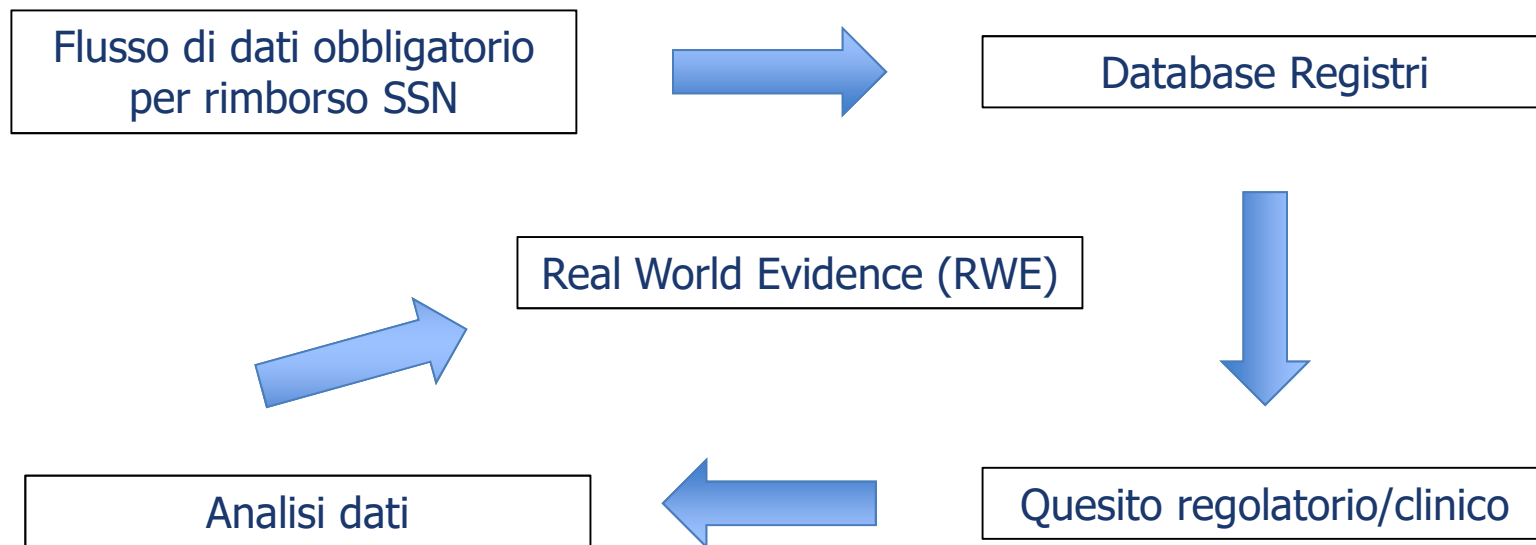 Flusso di dati obbligatorio
per rimborso SSN
Database Registri
Real World Evidence (RWE)
Analisi dati
Quesito regolatorio/clinico